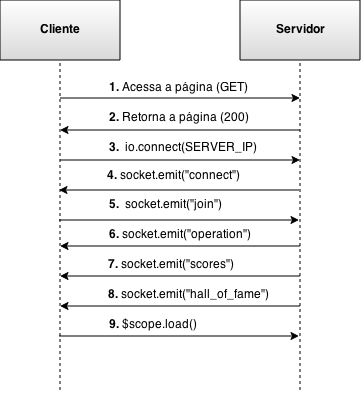 Cliente
Servidor
1. Acessa a página (GET)
2. Retorna a página (200)
3. io.connect(SERVER_IP)
4. socket.emit("connect")
5. socket.emit("join")
6. socket.emit("operation")
7. socket.emit("scores")
8. socket.emit("hall_of_fame")
9. $scope.load()